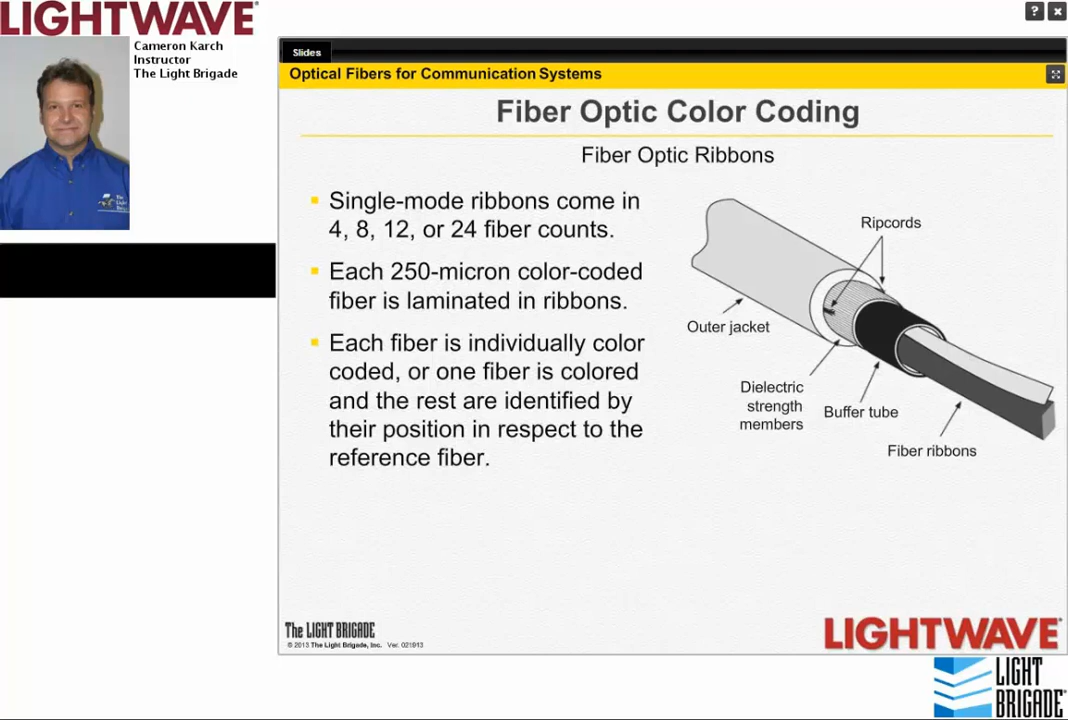 LIGHTWAVE®
Cameron Karch
Instructor
The Light Brigade
?
Slides
Optical Fibers for Communication Systems
Fiber Optic Color Coding
Fiber Optic Ribbons
Single-mode ribbons come in
4, 8, 12, or 24 fiber counts.
Each 250-micron color-coded
fiber is laminated in ribbons.
Each fiber is individually color
coded, or one fiber is colored
and the rest are identified by
their position in respect to the
reference fiber.
Ripcords
Outer jacket
Dielectric
strength
members
Buffer tube
Fiber ribbons
The LIGHT BRIGADE
© 2013 The Light Brigade, Inc. Ver. 021913
LIGHTWAVE®
LIGHT
BRIGADE®